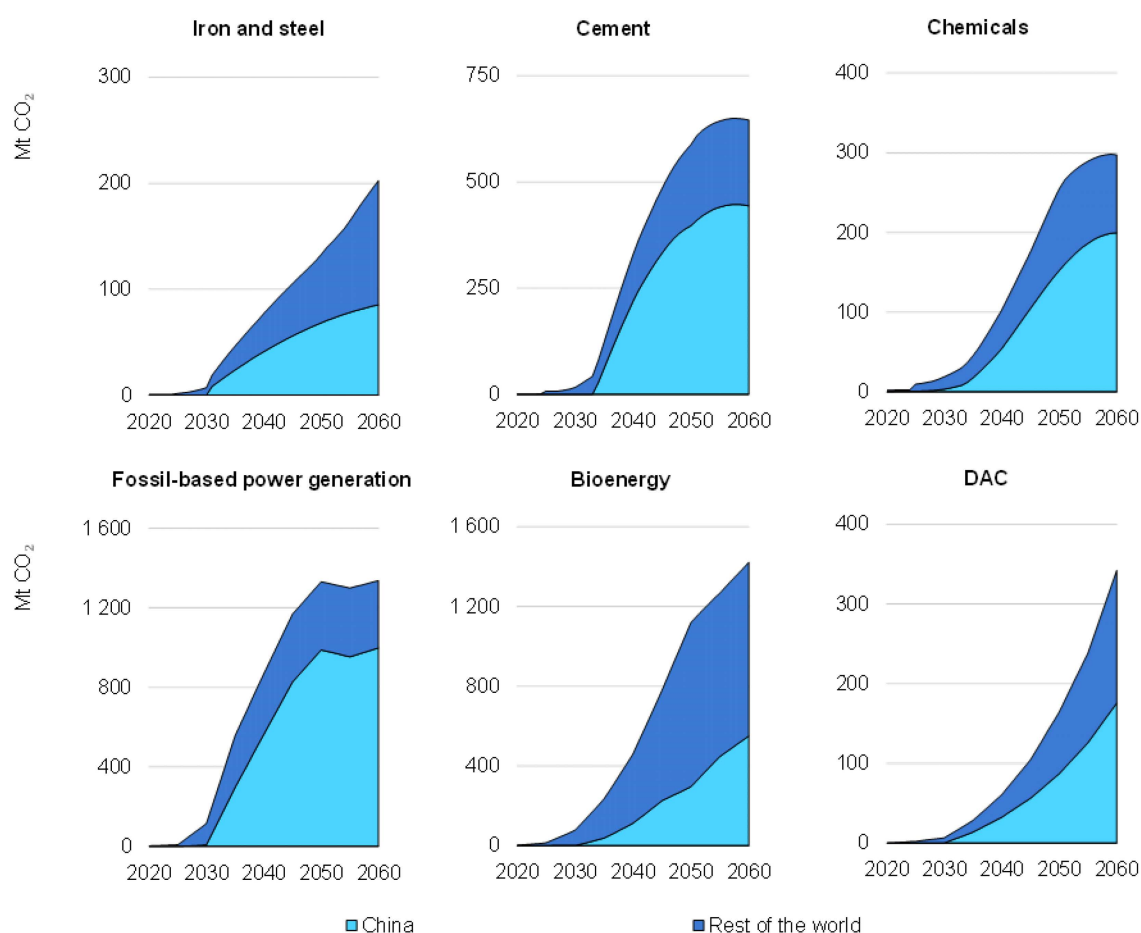 Iron and steel
Cement
Chemicals
Mt CO₂
300
200
100
0
2020 2030 2040 2050 2060
750
500
250
0
2020 2030 2040 2050 2060
400
300
200
100
0
2020 2030 2040 2050 2060
Fossil-based power generation
Bioenergy
DAC
Mt CO₂
1 600
1 200
800
400
0
2020 2030 2040 2050 2060
1 600
1 200
800
400
0
2020 2030 2040 2050 2060
400
300
200
100
0
2020 2030 2040 2050 2060
China
Rest of the world